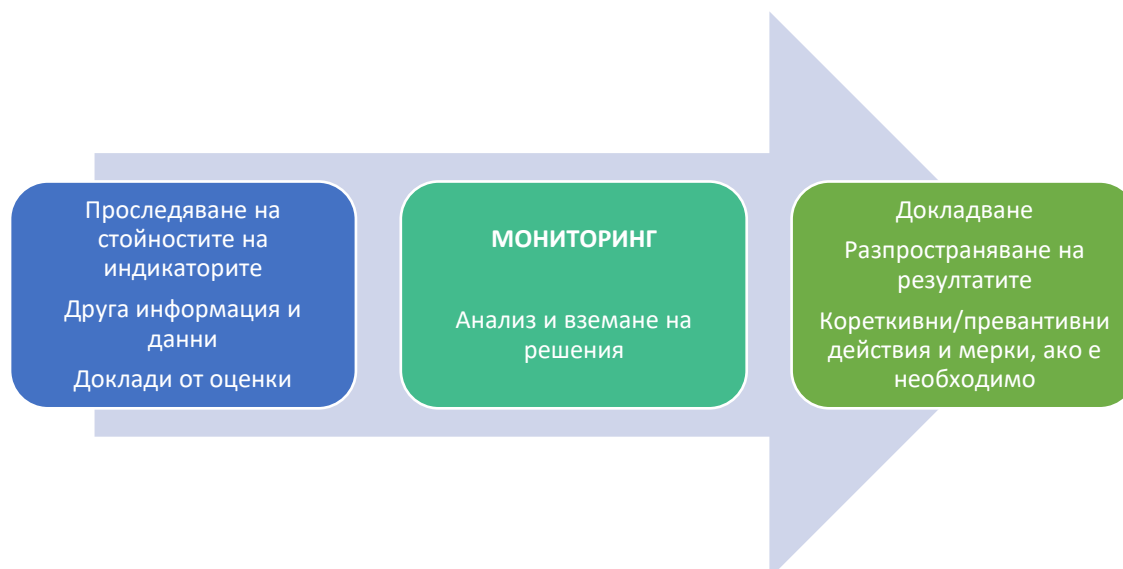 Проследяване на
стойностите на
индикаторите
Друга информация и
данни
Доклади от оценки
МОНИТОРИНГ
Анализ и вземане на
решения
Докладване
Разпространяване на
резултатите
Кореткивни/превантивни
действия и мерки, ако е
необходимо